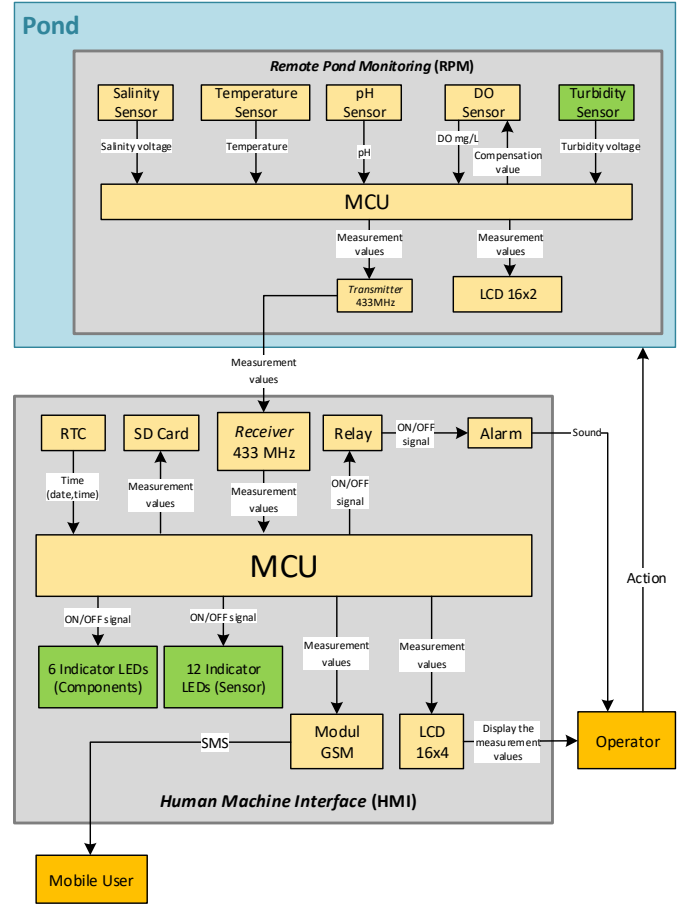 Pond
Remote Pond Monitoring (RPM)
Salinity
Sensor
Temperature
Sensor
pH
Sensor
DO
Sensor
Turbidity
Sensor
Salinity voltage
Temperature
pH
DO mg/L
Compensation
value
Turbidity voltage
MCU
Measurement
values
Measurement
values
Transmitter
433MHz
LCD 16x2
Measurement
values
RTC
SD Card
Receiver
433 MHz
Relay
ON/OFF
signal
Alarm
Sound
Time
(date,time)
Measurement
values
Measurement
values
ON/OFF
signal
MCU
Action
ON/OFF signal
ON/OFF signal
Measurement
values
Measurement
values
6 Indicator LEDs
(Components)
12 Indicator
LEDs (Sensor)
SMS
Modul
GSM
LCD
16x4
Display the
measurement
values
Operator
Human Machine Interface (HMI)
Mobile User